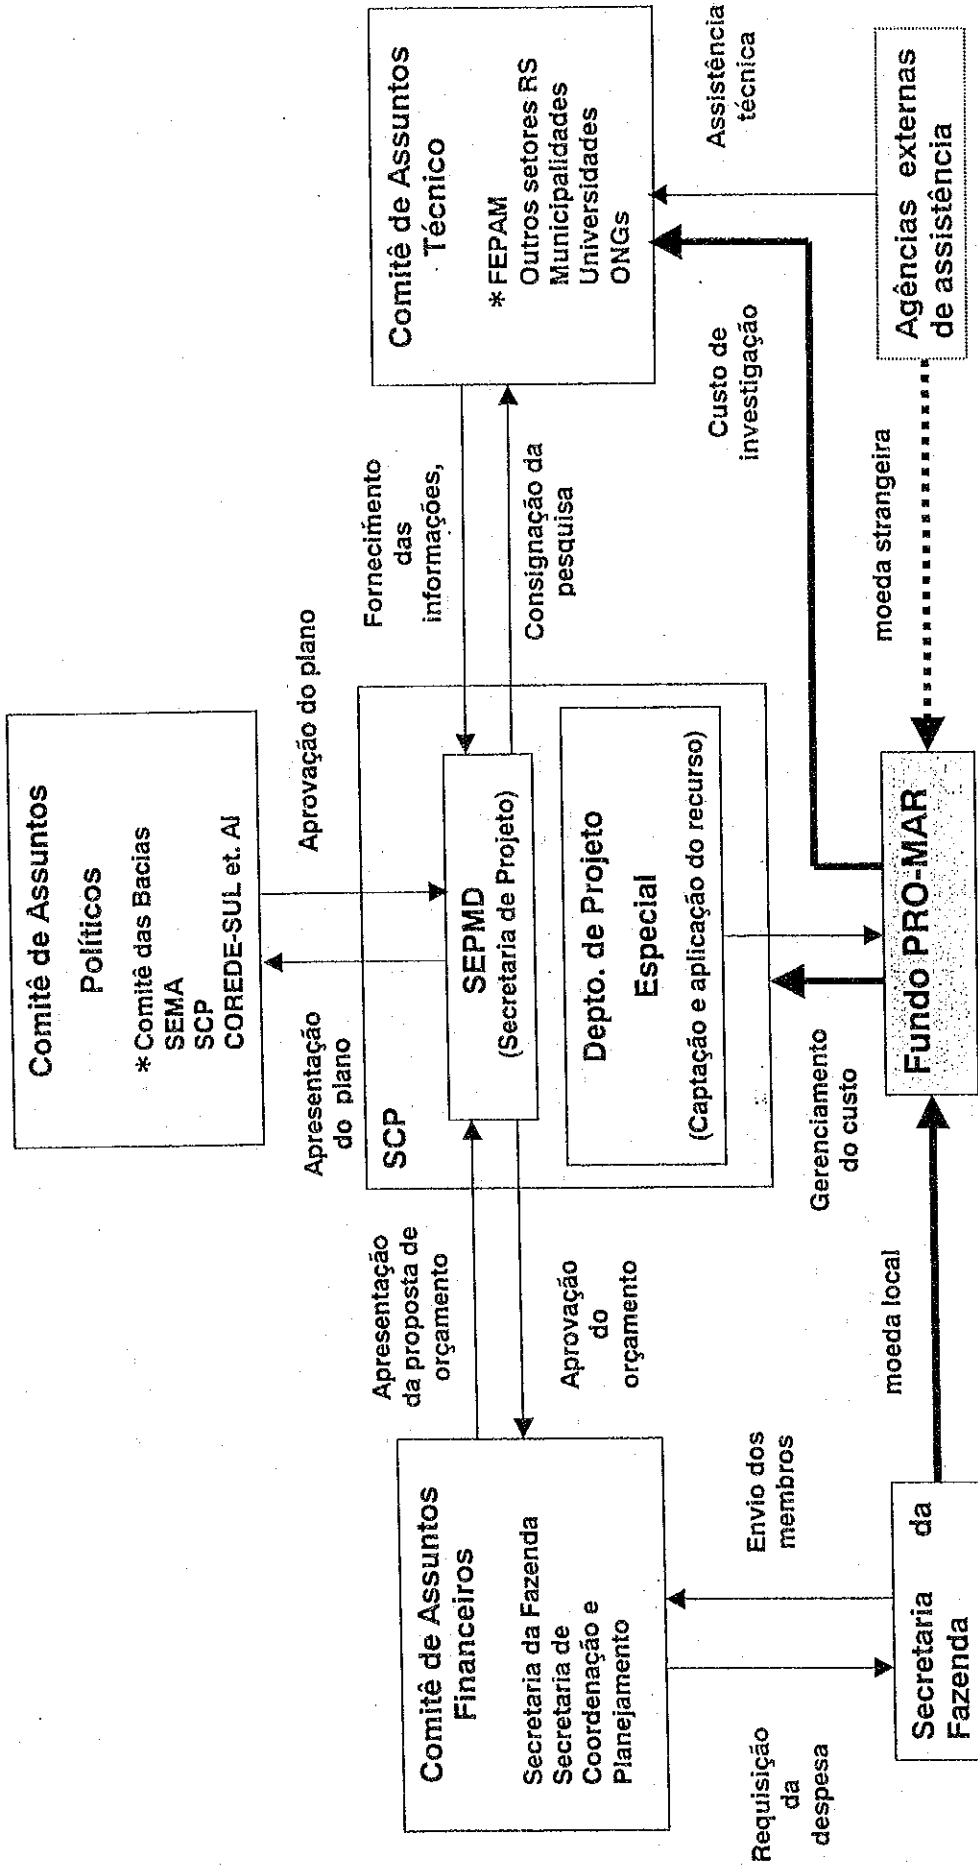 Comitê de Assuntos
Políticos
*Comitê das Bacias
SEMA
SCP
COREDE-SUL et. Al
Apresentação
do plano
Aprovação do plano
Comitê de Assuntos
Financeiros
Secretaria da Fazenda
Secretaria de
Coordenação e
Planejamento
Apresentação
da proposta de
orçamento
Aprovação
do
orçamento
SCP
SEPMD
(Secretaria de Projeto)
Depto. de Projeto
Especial
(Captação e aplicação do recurso)
Fornecimento
das
informações,
Consignação da
pesquisa
Comitê de Assuntos
Técnico
*FEPAM
Outros setores RS
Municipalidades
Universidades
ONGs
Requisição
da
despesa
Envio dos
membros
Gerenciamento
do custo
Custo de
investigação
Assistência
técnica
Secretaria da
Fazenda
moeda local
Fundo PRO-MAR
moeda strangeira
Agências externas
de assistência